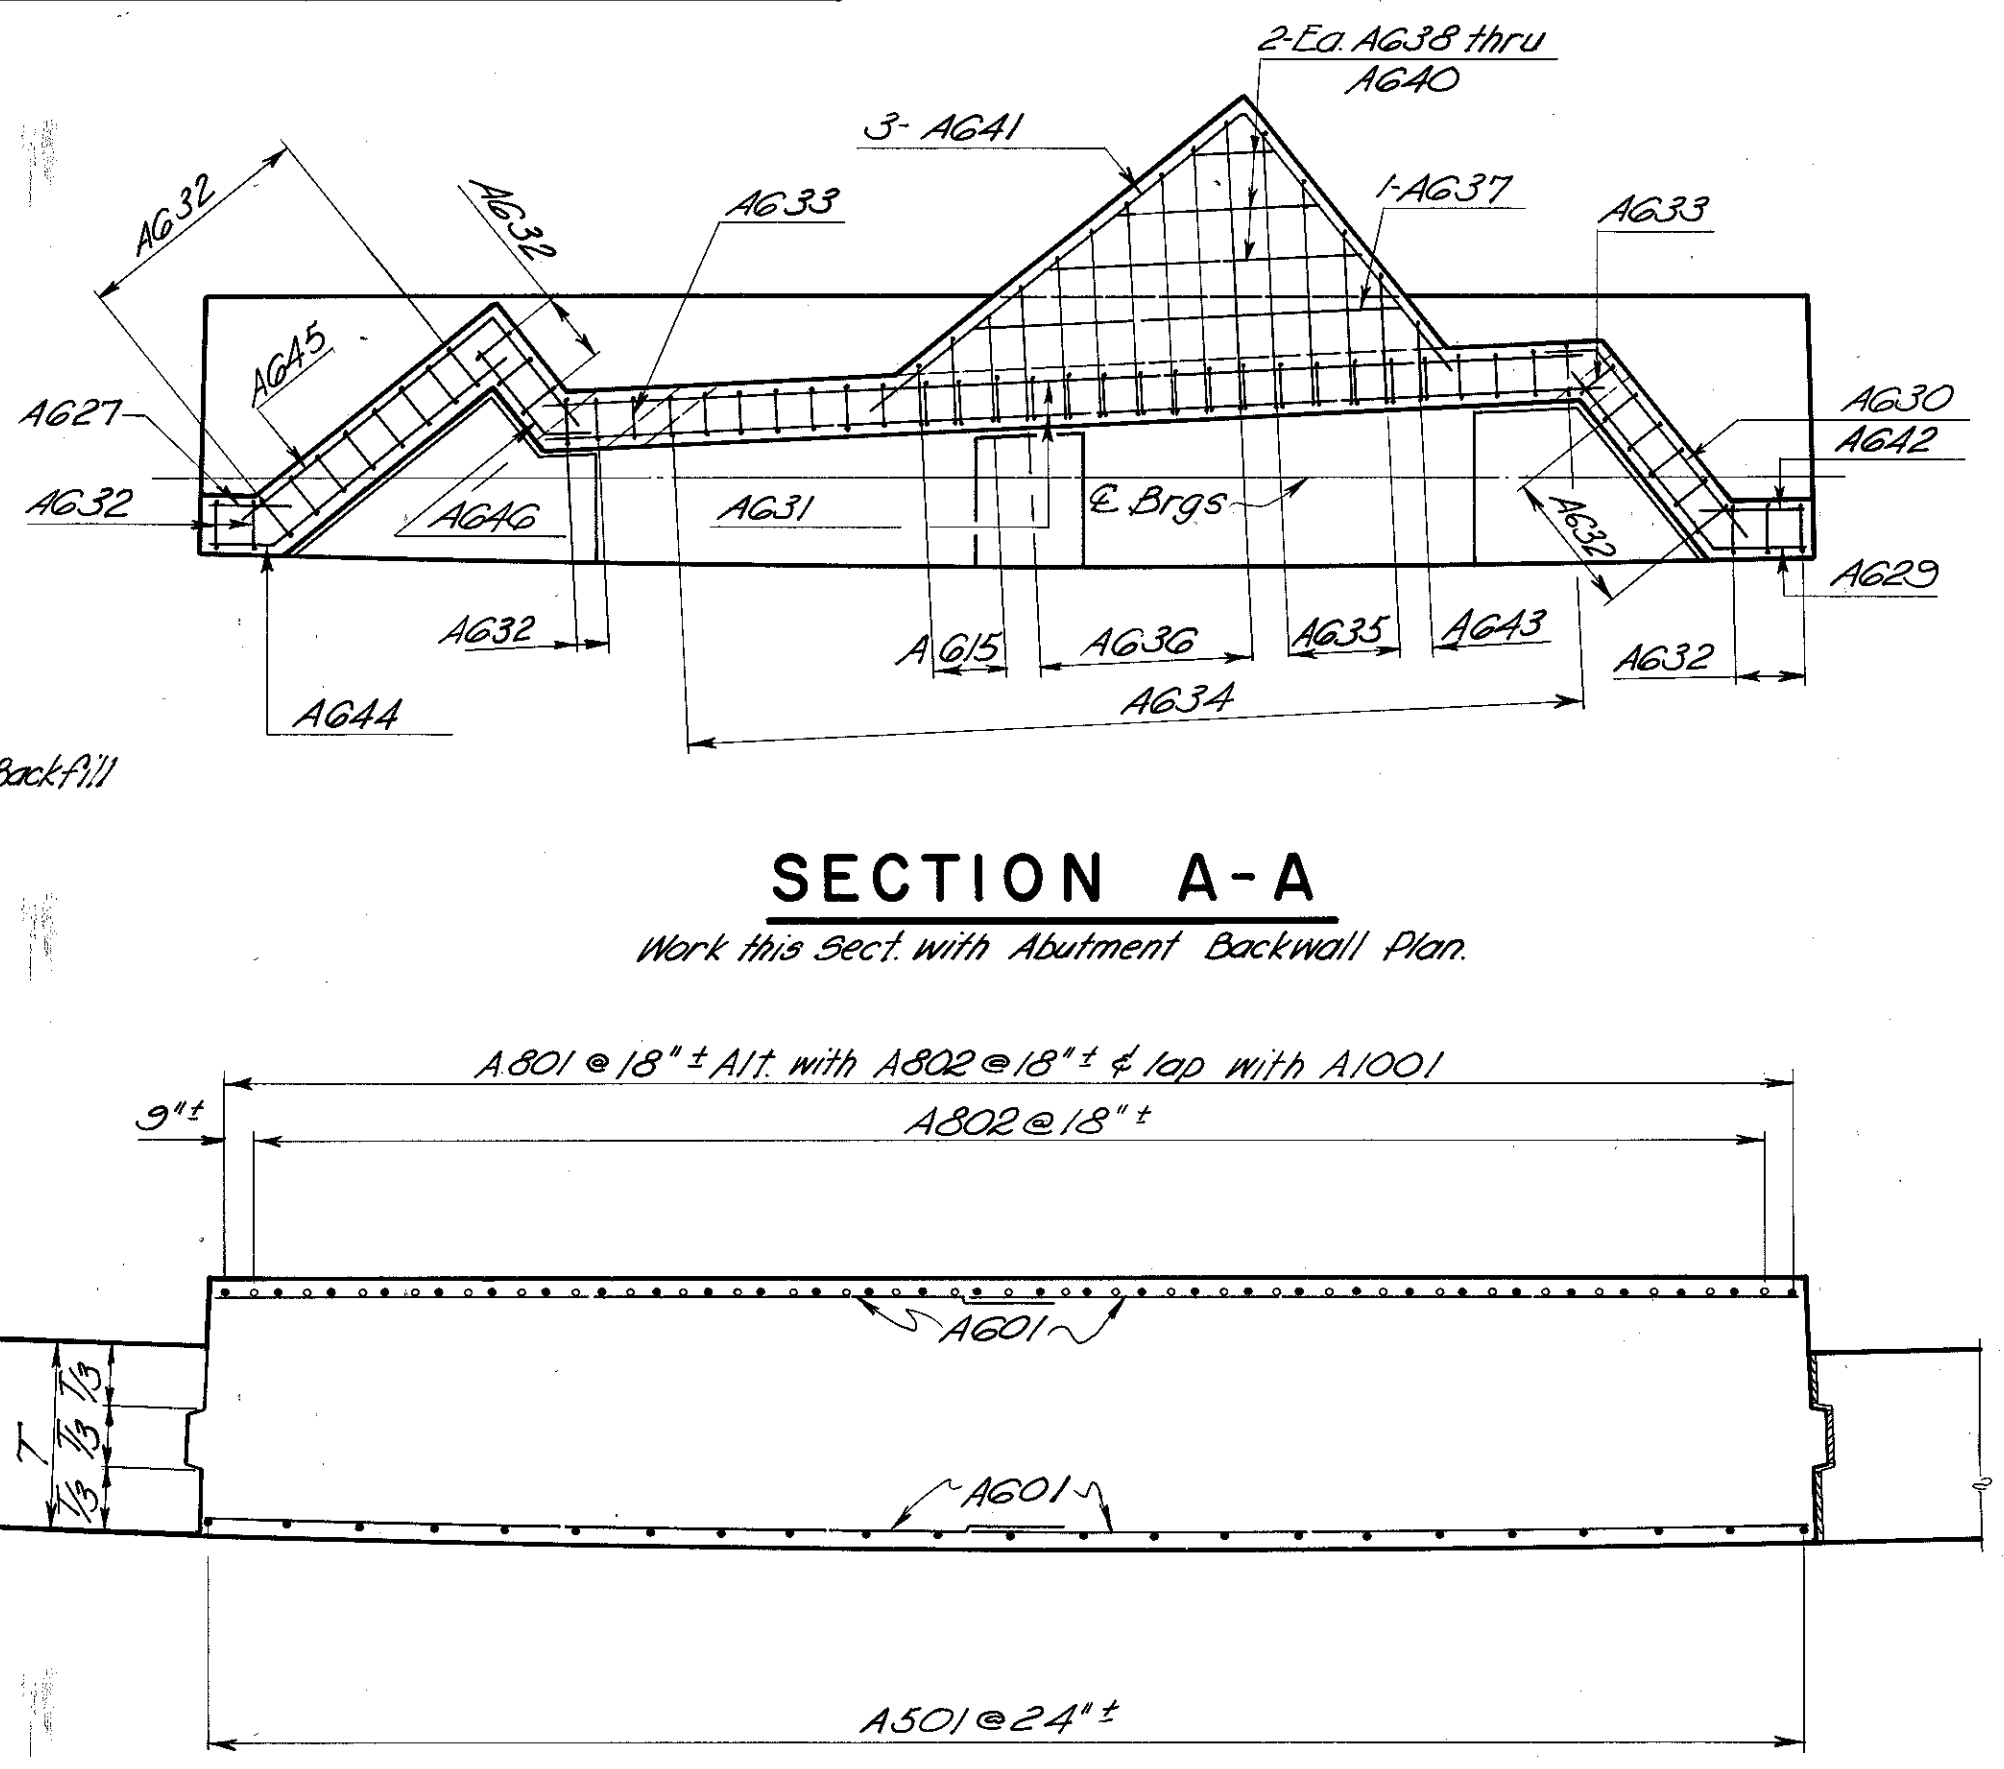 2-Ea. A638 thru
A640
3- A641
A632
A632
A633
1-A637
A633
A645
A627
A630
A642
A632
A646
A631
℄ Brgs
A632
A629
A632
A615
A636
A635
A643
A632
A634
A644
Backfill
SECTION A-A
Work this Sect. with Abutment Backwall Plan.
A801 @ 18"± Alt. with A802 @ 18"± & lap with A1001
9"±
A802 @ 18"±
A601
T/3
T/3
T
T/3
A601
A501 @ 24"±